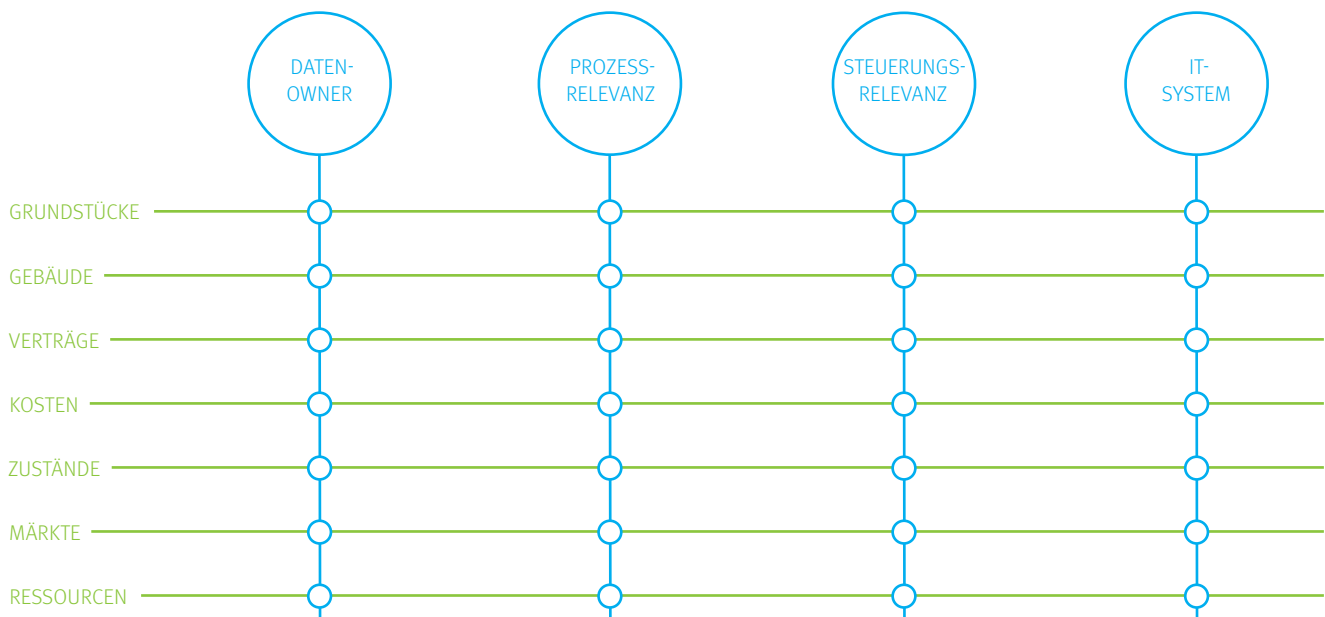 DATEN-
OWNER
PROZESS-
RELEVANZ
STEUERUNGS-
RELEVANZ
IT-
SYSTEM
GRUNDSTÜCKE
GEBÄUDE
VERTRÄGE
KOSTEN
ZUSTÄNDE
MÄRKTE
RESSOURCEN